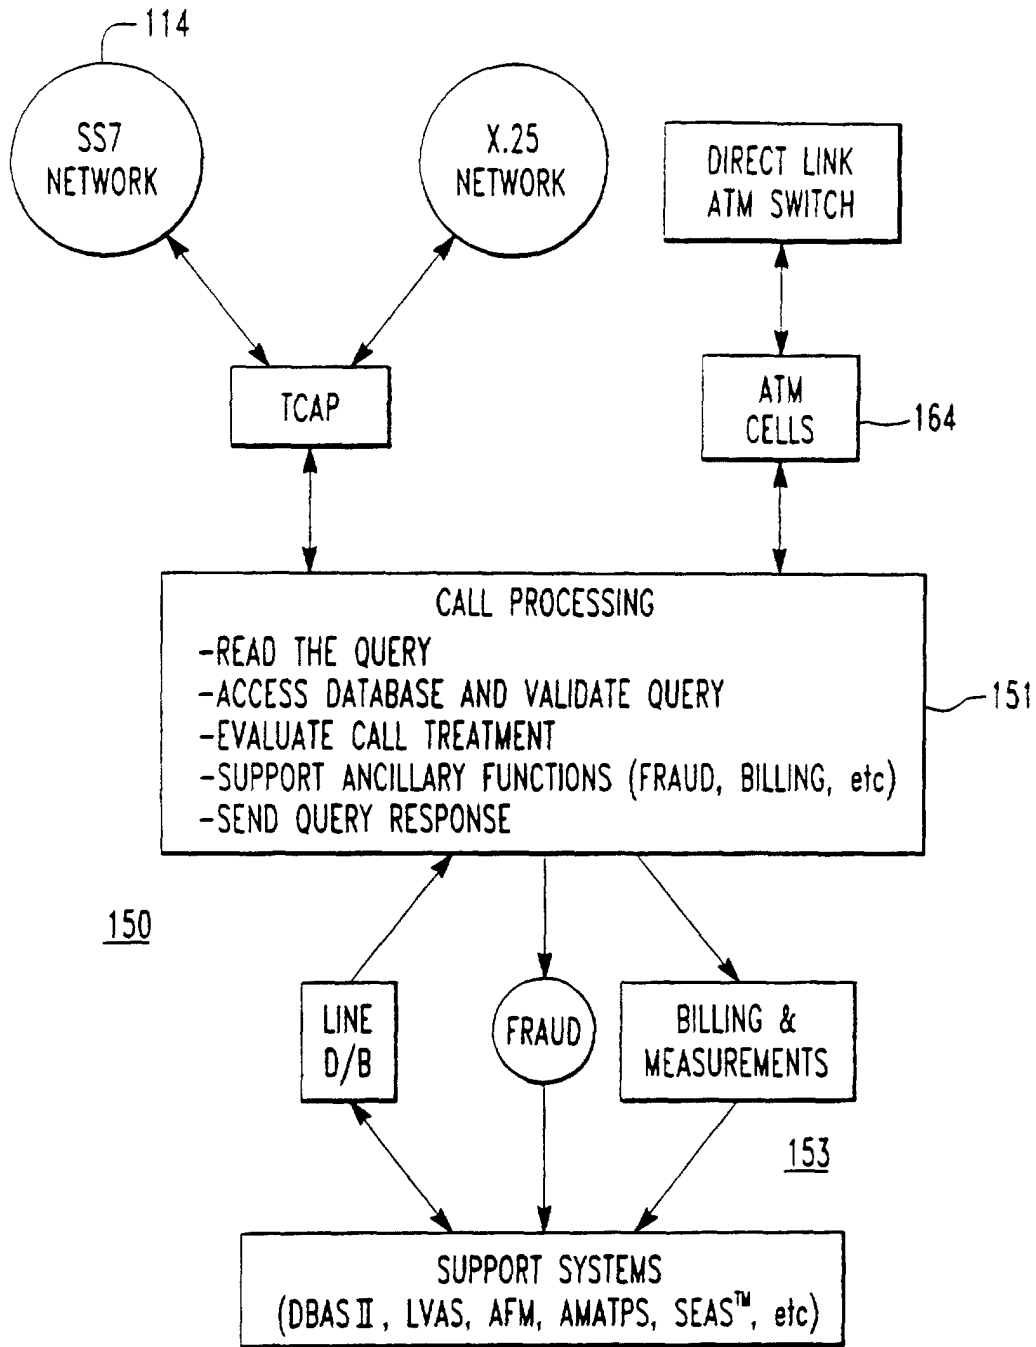 114
SS7
NETWORK
X.25
NETWORK
DIRECT LINK
ATM SWITCH
TCAP
ATM
CELLS
164
CALL PROCESSING
-READ THE QUERY
-ACCESS DATABASE AND VALIDATE QUERY
-EVALUATE CALL TREATMENT
-SUPPORT ANCILLARY FUNCTIONS (FRAUD, BILLING, etc)
-SEND QUERY RESPONSE
151
150
LINE
D/B
FRAUD
BILLING &
MEASUREMENTS
153
SUPPORT SYSTEMS
(DBAS II, LVAS, AFM, AMATPS, SEAS™, etc)